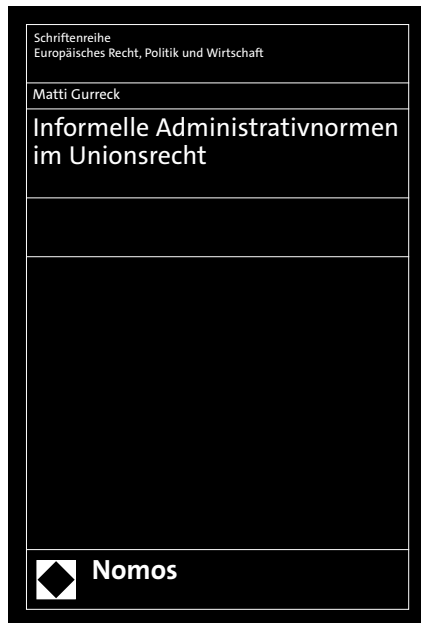 Schriftenreihe
Europäisches Recht, Politik und Wirtschaft
Matti Gurreck
Informelle Administrativnormen
im Unionsrecht
Nomos